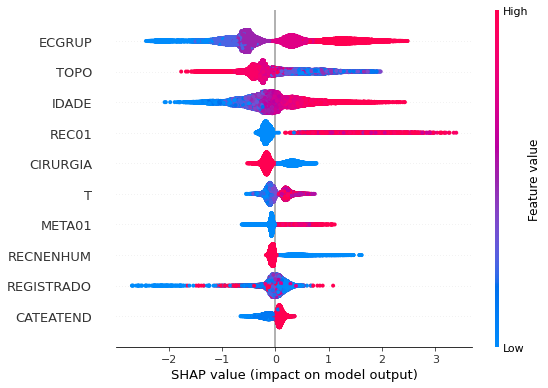 High
ECGRUP
TOPO
IDADE
REC01
CIRURGIA
T
META01
RECNENHUM
REGISTRADO
CATEATEND
Feature value
Low
−2 −1 0 1 2 3
SHAP value (impact on model output)